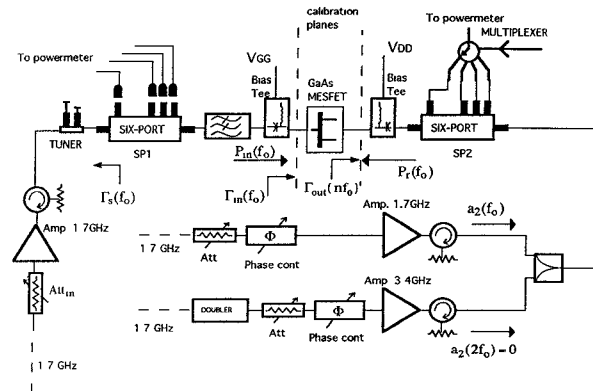 calibration
planes
To powermeter
MULTIPLEXER
To powermeter
VGG
VDD
Bias
Tee
GaAs
MESFET
Bias
Tee
SIX-PORT
SIX-PORT
TUNER
SP1
SP2
Pin(fo)
Γs(fo)
Γin(fo)
Γout(nfo)
Pr(fo)
Amp 1 7GHz
Amp. 1.7GHz
a2(fo)
1 7 GHz
Φ
Att
Phase cont
Attin
Amp 3 4GHz
DOUBLER
Φ
1 7 GHz
Att
Phase cont
a2(2fo)=0
1 7 GHz